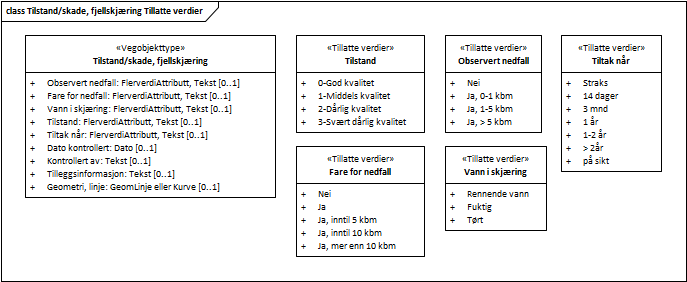 class Tilstand/skade, fjellskjæring Tillatte verdier
«Vegobjekttype»
Tilstand/skade, fjellskjæring
+ Observert nedfall: FlerverdiAttributt, Tekst [0..1]
+ Fare for nedfall: FlerverdiAttributt, Tekst [0..1]
+ Vann i skjæring: FlerverdiAttributt, Tekst [0..1]
+ Tilstand: FlerverdiAttributt, Tekst [0..1]
+ Tiltak når: FlerverdiAttributt, Tekst [0..1]
+ Dato kontrollert: Dato [0..1]
+ Kontrollert av: Tekst [0..1]
+ Tilleggsinformasjon: Tekst [0..1]
+ Geometri, linje: GeomLinje eller Kurve [0..1]
«Tillatte verdier»
Tilstand
+ 0-God kvalitet
+ 1-Middels kvalitet
+ 2-Dårlig kvalitet
+ 3-Svært dårlig kvalitet
«Tillatte verdier»
Observert nedfall
+ Nei
+ Ja, 0-1 kbm
+ Ja, 1-5 kbm
+ Ja, > 5 kbm
«Tillatte verdier»
Tiltak når
+ Straks
+ 14 dager
+ 3 mnd
+ 1 år
+ 1-2 år
+ > 2år
+ på sikt
«Tillatte verdier»
Fare for nedfall
+ Nei
+ Ja
+ Ja, inntil 5 kbm
+ Ja, inntil 10 kbm
+ Ja, mer enn 10 kbm
«Tillatte verdier»
Vann i skjæring
+ Rennende vann
+ Fuktig
+ Tørt